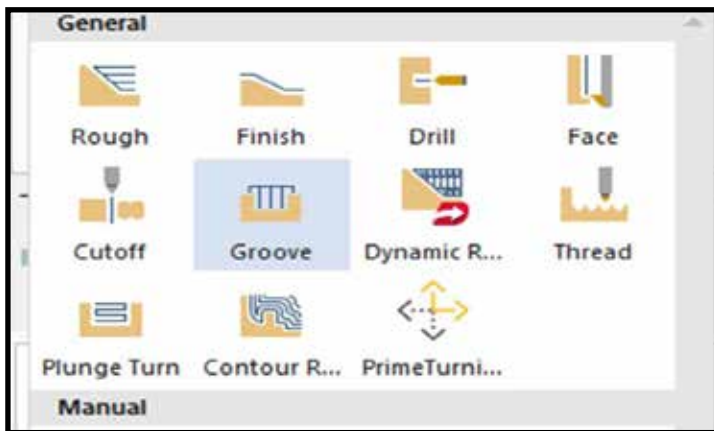 General
Rough Finish Drill Face
Cutoff Groove Dynamic R... Thread
Plunge Turn Contour R... PrimeTurni...
Manual